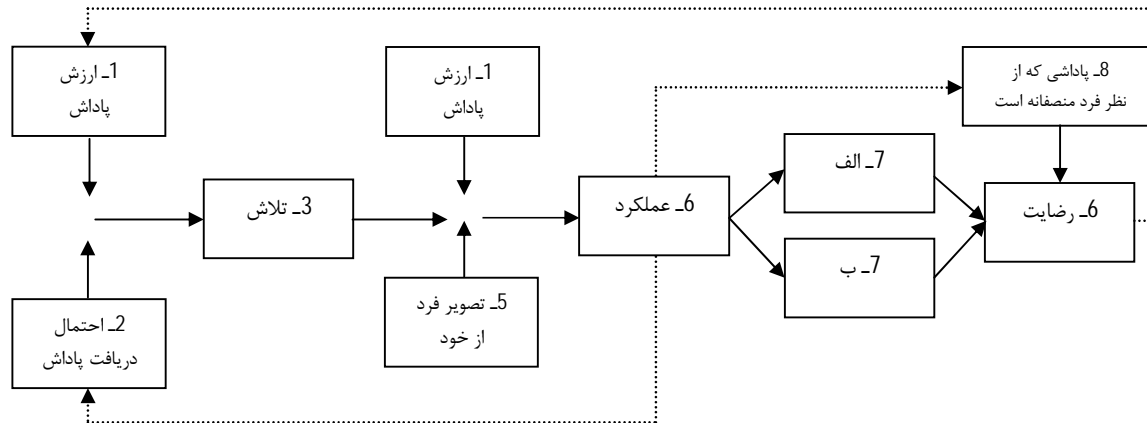 1ـ ارزش
پاداش
1ـ ارزش
پاداش
8ـ پاداشی که از
نظر فرد منصفانه است
7ـ الف
3ـ تلاش
6ـ عملکرد
6ـ رضایت
7ـ ب
5ـ تصویر فرد
از خود
2ـ احتمال
دریافت پاداش